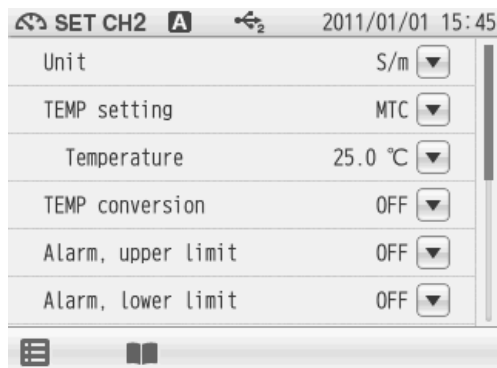 SET CH2 A 2 2011/01/01 15:45
Unit S/m
TEMP setting MTC
Temperature 25.0 ℃
TEMP conversion OFF
Alarm, upper limit OFF
Alarm, lower limit OFF